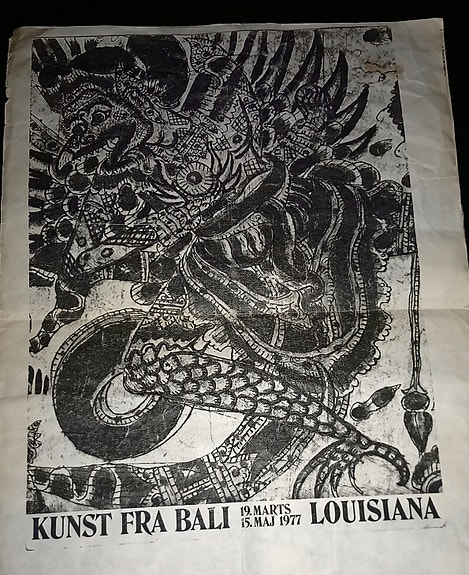 KUNST FRA BALI 19. MARTS LOUISIANA
15. MAJ 1977